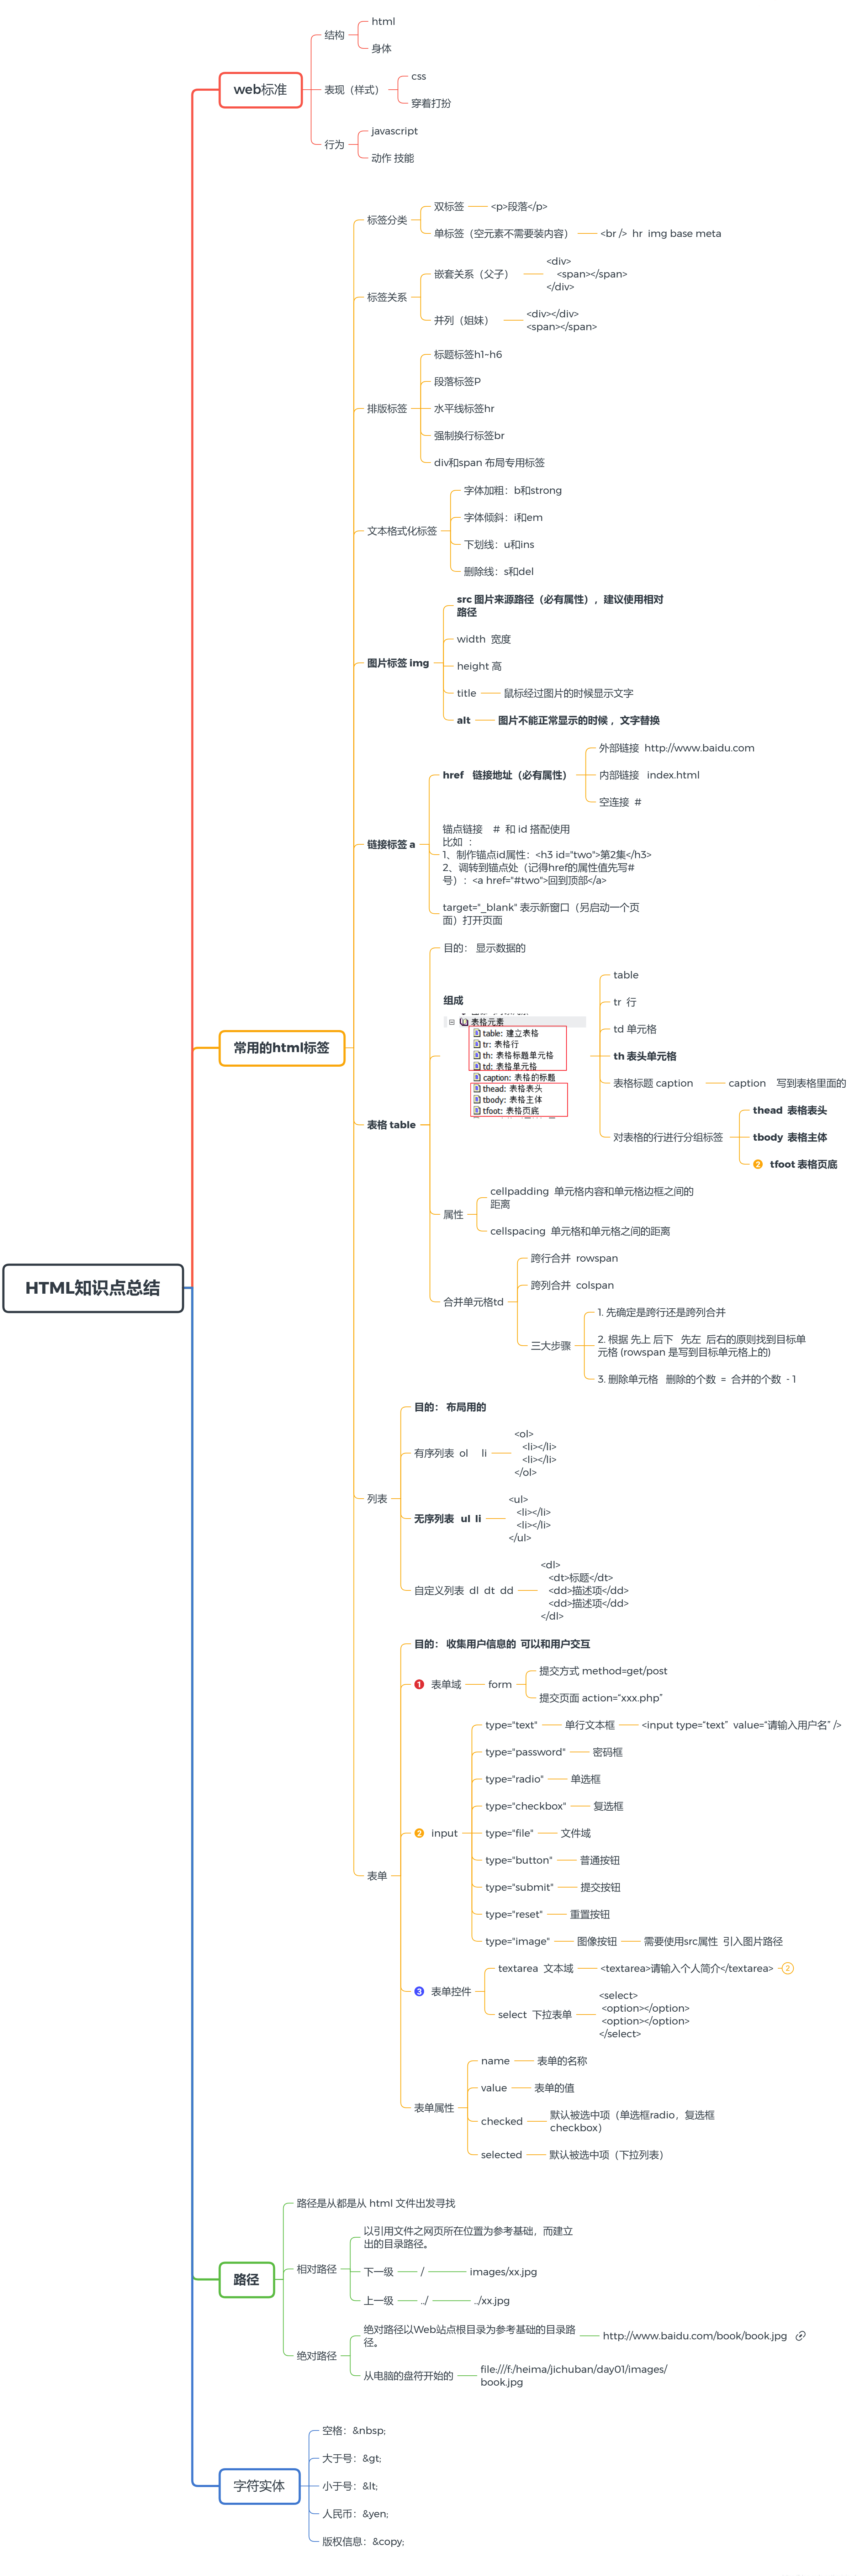 HTML知识点总结
web标准
结构
html
身体
表现（样式）
css
穿着打扮
行为
javascript
动作 技能
常用的html标签
标签分类
双标签
<p>段落</p>
单标签（空元素不需要装内容）
<br /> hr img base meta
标签关系
嵌套关系（父子）
<div>
<span></span>
</div>
并列（姐妹）
<div></div>
<span></span>
排版标签
标题标签h1~h6
段落标签P
水平线标签hr
强制换行标签br
div和span 布局专用标签
文本格式化标签
字体加粗：b和strong
字体倾斜：i和em
下划线：u和ins
删除线：s和del
图片标签 img
src 图片来源路径（必有属性），建议使用相对
路径
width 宽度
height 高
title
鼠标经过图片的时候显示文字
alt
图片不能正常显示的时候 ，文字替换
链接标签 a
href 链接地址（必有属性）
外部链接 http://www.baidu.com
内部链接 index.html
空连接 #
锚点链接 # 和 id 搭配使用
比如 ：
1、制作锚点id属性：<h3 id="two">第2集</h3>
2、调转到锚点处（记得href的属性值先写#
号）：<a href="#two">回到顶部</a>
target="_blank" 表示新窗口（另启动一个页
面）打开页面
表格 table
目的： 显示数据的
组成
表格元素
table: 建立表格
tr: 表格行
th: 表格标题单元格
td: 表格单元格
caption: 表格的标题
thead: 表格表头
tbody: 表格主体
tfoot: 表格页底
table
tr 行
td 单元格
th 表头单元格
表格标题 caption
caption 写到表格里面的
对表格的行进行分组标签
thead 表格表头
tbody 表格主体
2 tfoot 表格页底
属性
cellpadding 单元格内容和单元格边框之间的
距离
cellspacing 单元格和单元格之间的距离
合并单元格td
跨行合并 rowspan
跨列合并 colspan
三大步骤
1. 先确定是跨行还是跨列合并
2. 根据 先上 后下 先左 后右的原则找到目标单
元格 (rowspan 是写到目标单元格上的)
3. 删除单元格 删除的个数 = 合并的个数 - 1
列表
目的： 布局用的
有序列表 ol li
<ol>
<li></li>
<li></li>
</ol>
无序列表 ul li
<ul>
<li></li>
<li></li>
</ul>
自定义列表 dl dt dd
<dl>
<dt>标题</dt>
<dd>描述项</dd>
<dd>描述项</dd>
</dl>
表单
目的： 收集用户信息的 可以和用户交互
1 表单域
form
提交方式 method=get/post
提交页面 action=“xxx.php”
2 input
type="text"
单行文本框
<input type=“text” value=“请输入用户名” />
type="password"
密码框
type="radio"
单选框
type="checkbox"
复选框
type="file"
文件域
type="button"
普通按钮
type="submit"
提交按钮
type="reset"
重置按钮
type="image"
图像按钮
需要使用src属性 引入图片路径
3 表单控件
textarea 文本域
<textarea>请输入个人简介</textarea>
2
select 下拉表单
<select>
<option></option>
<option></option>
</select>
表单属性
name
表单的名称
value
表单的值
checked
默认被选中项（单选框radio，复选框
checkbox）
selected
默认被选中项（下拉列表）
路径
路径是从都是从 html 文件出发寻找
相对路径
以引用文件之网页所在位置为参考基础，而建立
出的目录路径。
下一级
/
images/xx.jpg
上一级
../
../xx.jpg
绝对路径
绝对路径以Web站点根目录为参考基础的目录路
径。
http://www.baidu.com/book/book.jpg
从电脑的盘符开始的
file:///f:/heima/jichuban/day01/images/
book.jpg
字符实体
空格：&nbsp;
大于号：&gt;
小于号：&lt;
人民币：&yen;
版权信息：&copy;